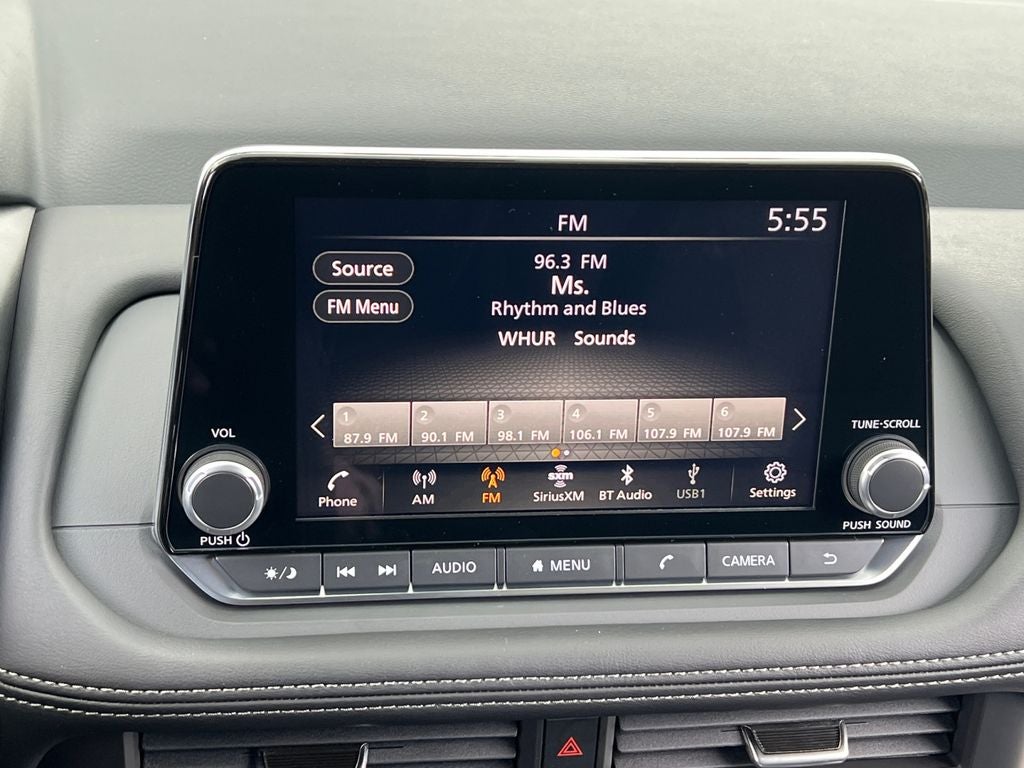 FM 5:55
Source
96.3 FM
Ms.
FM Menu
Rhythm and Blues
WHUR Sounds
1 2 3 4 5 6
87.9 FM 90.1 FM 98.1 FM 106.1 FM 107.9 FM 107.9 FM
VOL
TUNE·SCROLL
sxm
Phone AM FM SiriusXM BT Audio USB1 Settings
PUSH
PUSH SOUND
AUDIO MENU CAMERA